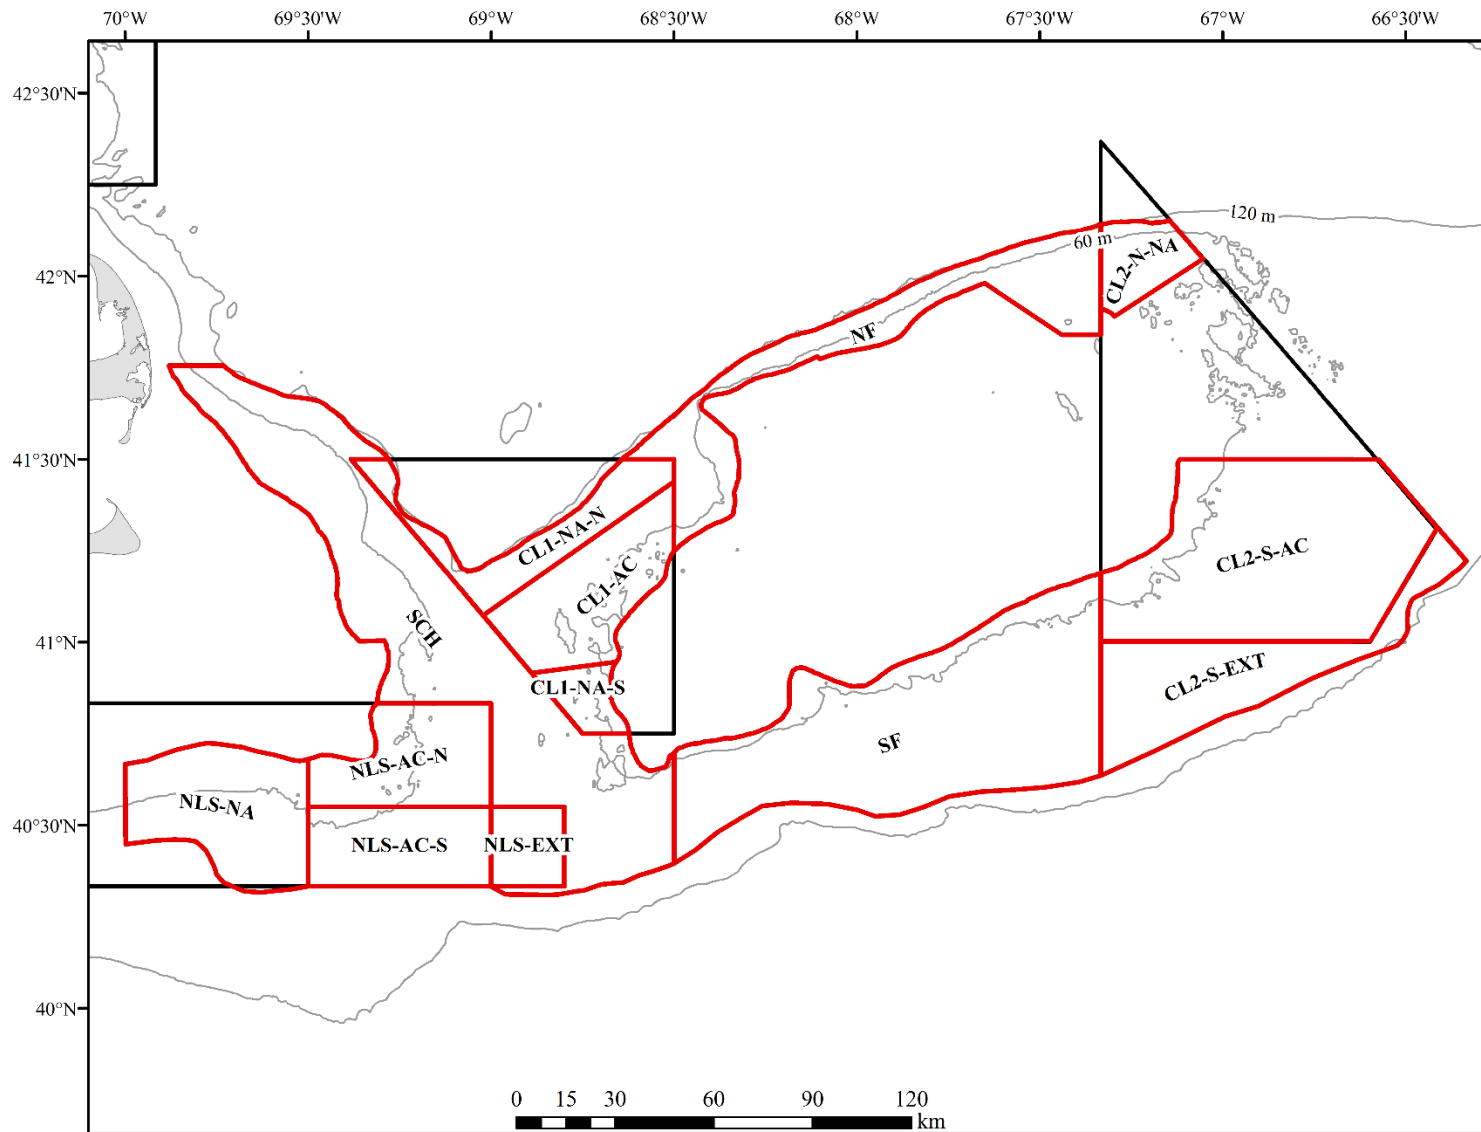 70°W 69°30'W 69°W 68°30'W 68°W 67°30'W 67°W 66°30'W
42°30'N
120 m
60 m
CL2-N-NA
42°N
NF
41°30'N
CL1-NA-N
CL2-S-AC
CL1-AC
SCH
41°N
CL2-S-EXT
CL1-NA-S
SF
NLS-AC-N
NLS-NA
40°30'N
NLS-AC-S
NLS-EXT
40°N
0 15 30 60 90 120
km